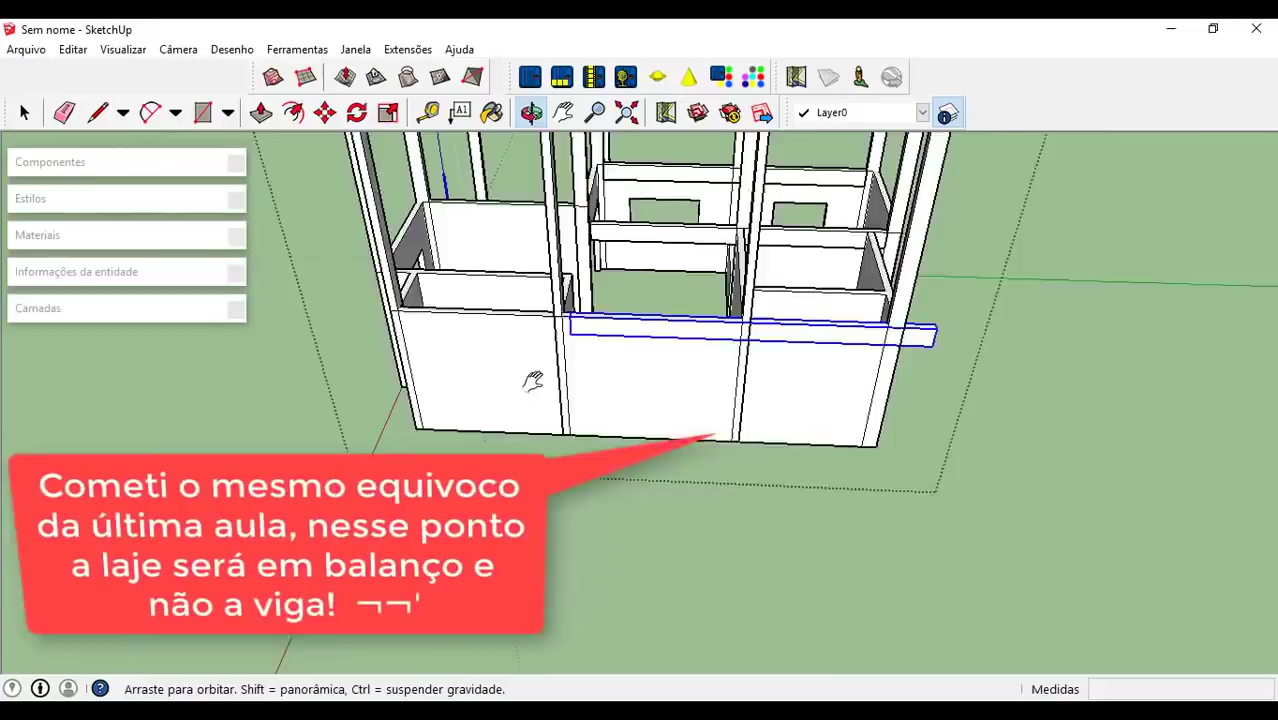 Sem nome - SketchUp
Arquivo Editar Visualizar Câmera Desenho Ferramentas Janela Extensões Ajuda
A1
Layer0
Componentes
Estilos
Materiais
Informações da entidade
Camadas
Cometi o mesmo equivoco
da última aula, nesse ponto
a laje será em balanço e
não a viga! ¬¬'
Arraste para orbitar. Shift = panorâmica, Ctrl = suspender gravidade.
Medidas